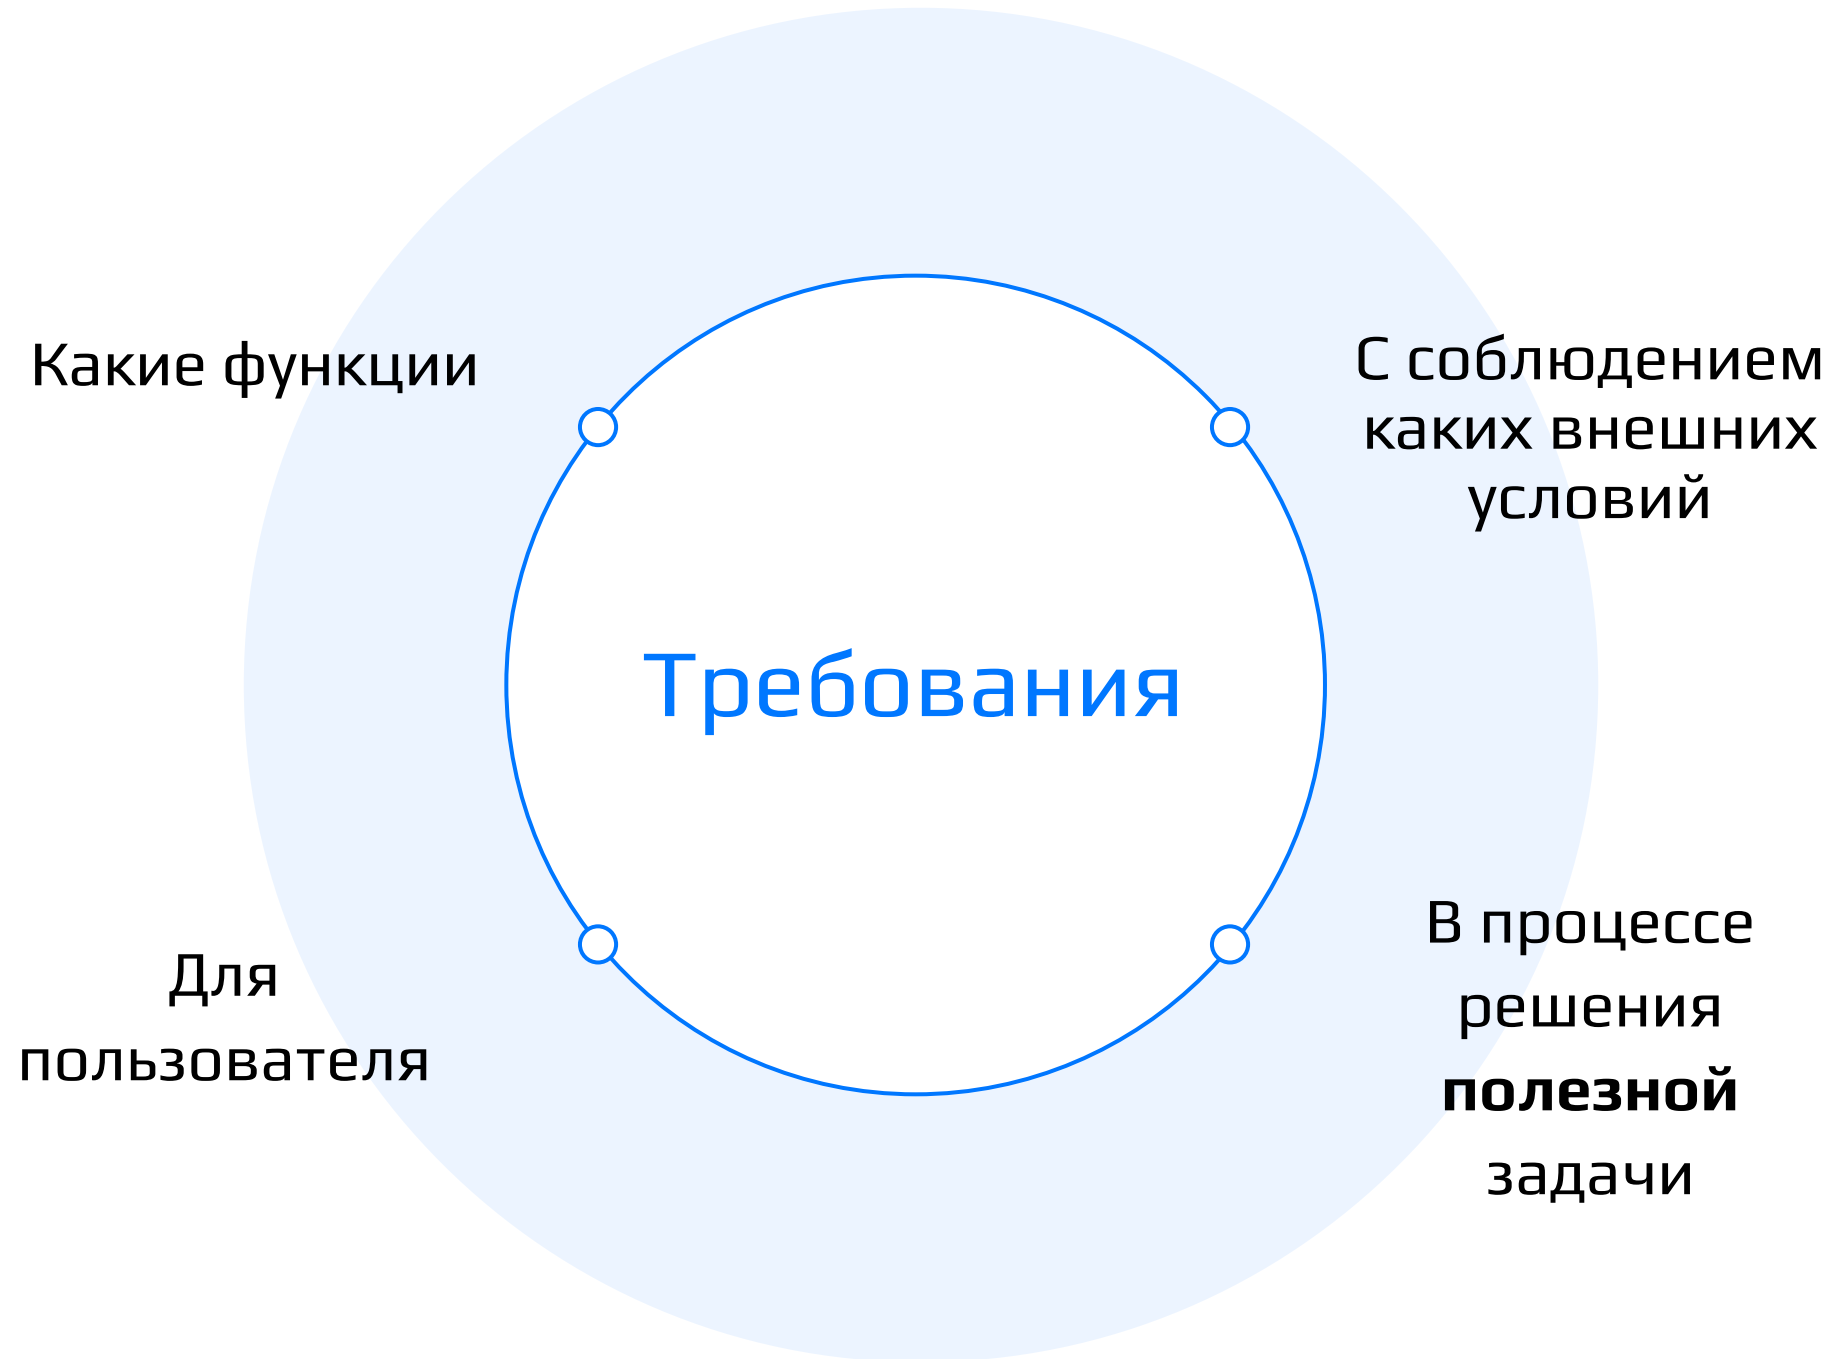 Какие функции
С соблюдением
каких внешних
условий
Требования
Для
пользователя
В процессе
решения
полезной
задачи